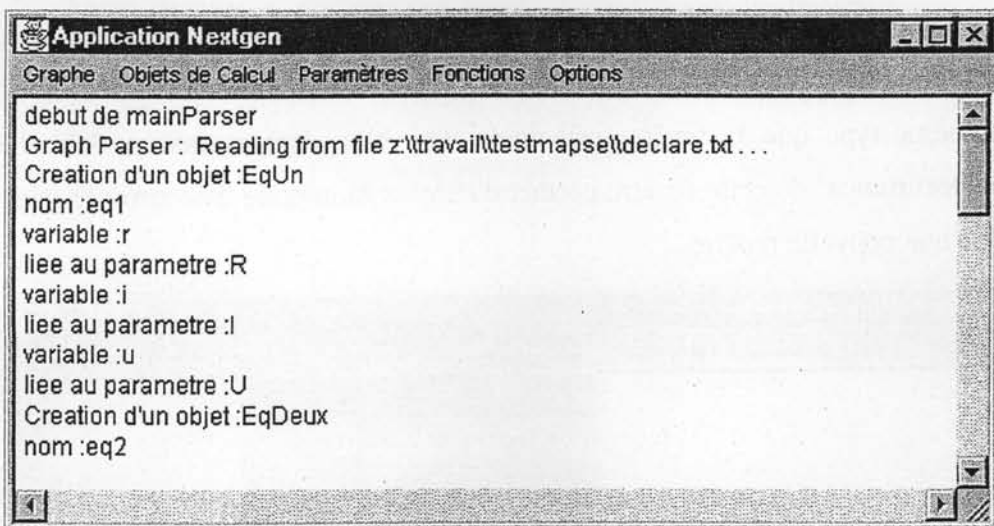 Application Nextgen
Graphe Objets de Calcul Paramètres Fonctions Options
debut de mainParser
Graph Parser : Reading from file z:\\travail\\testmapse\\declare.txt . . .
Creation d'un objet :EqUn
nom :eq1
variable :r
liee au parametre :R
variable :i
liee au parametre :I
variable :u
liee au parametre :U
Creation d'un objet :EqDeux
nom :eq2